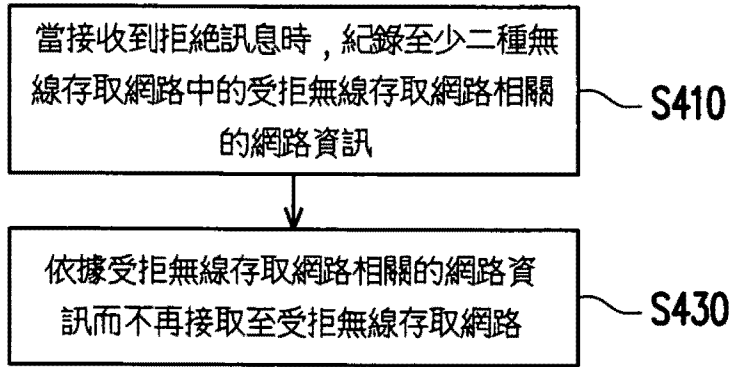 當接收到拒絕訊息時，紀錄至少二種無
線存取網路中的受拒無線存取網路相關
的網路資訊
S410
依據受拒無線存取網路相關的網路資
訊而不再接取至受拒無線存取網路
S430